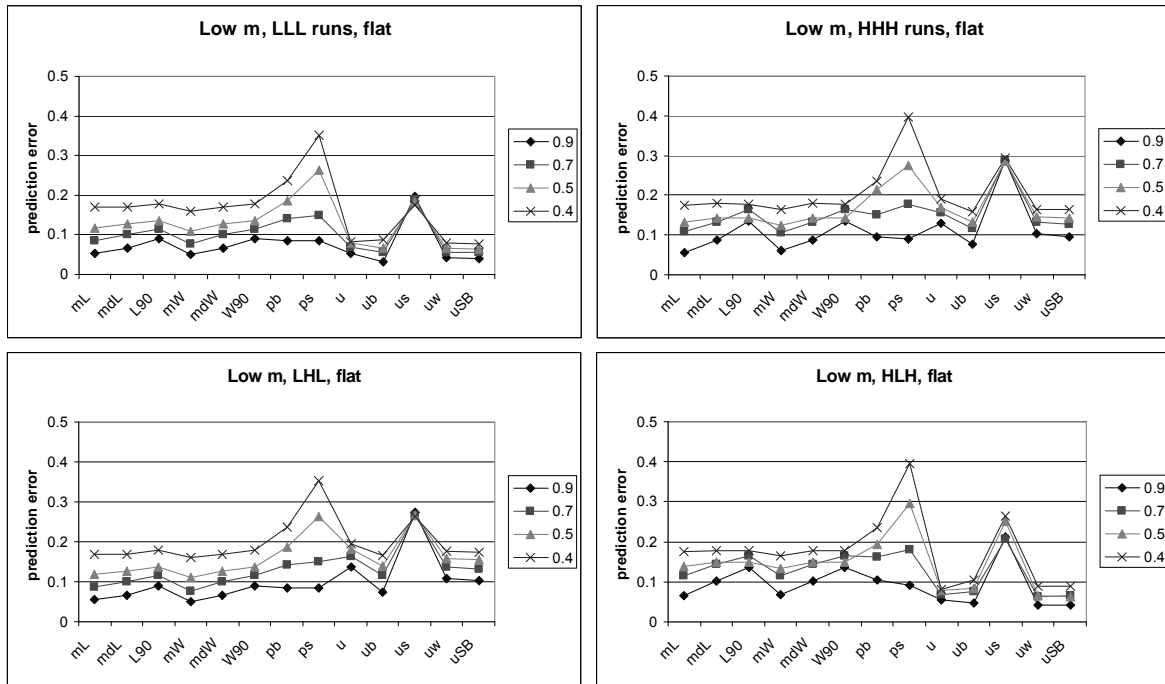 Low m, LLL runs, flat
prediction error
0.5
0.4
0.3
0.2
0.1
0
mL
mdL
L90
mW
mdW
W90
pb
ps
u
ub
us
uw
uSB
0.9
0.7
0.5
0.4
Low m, HHH runs, flat
prediction error
0.5
0.4
0.3
0.2
0.1
0
mL
mdL
L90
mW
mdW
W90
pb
ps
u
ub
us
uw
uSB
0.9
0.7
0.5
0.4
Low m, LHL, flat
prediction error
0.5
0.4
0.3
0.2
0.1
0
mL
mdL
L90
mW
mdW
W90
pb
ps
u
ub
us
uw
uSB
0.9
0.7
0.5
0.4
Low m, HLH, flat
prediction error
0.5
0.4
0.3
0.2
0.1
0
mL
mdL
L90
mW
mdW
W90
pb
ps
u
ub
us
uw
uSB
0.9
0.7
0.5
0.4